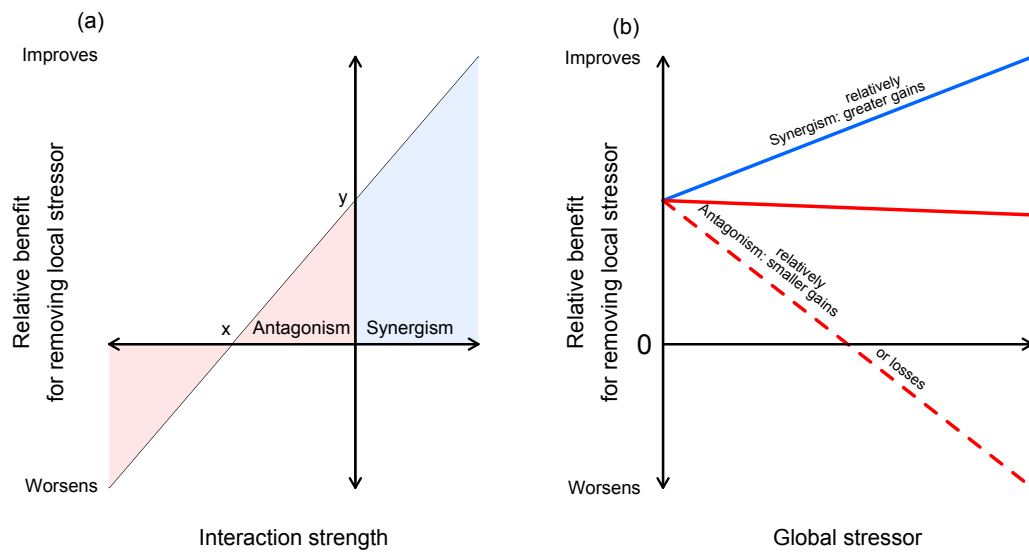 (a)
Improves
Relative benefit
for removing local stressor
y
x
Antagonism
Synergism
Worsens
Interaction strength
(b)
Improves
Relative benefit
for removing local stressor
relatively
Synergism: greater gains
relatively
Antagonism: smaller gains
0
or losses
Worsens
Global stressor